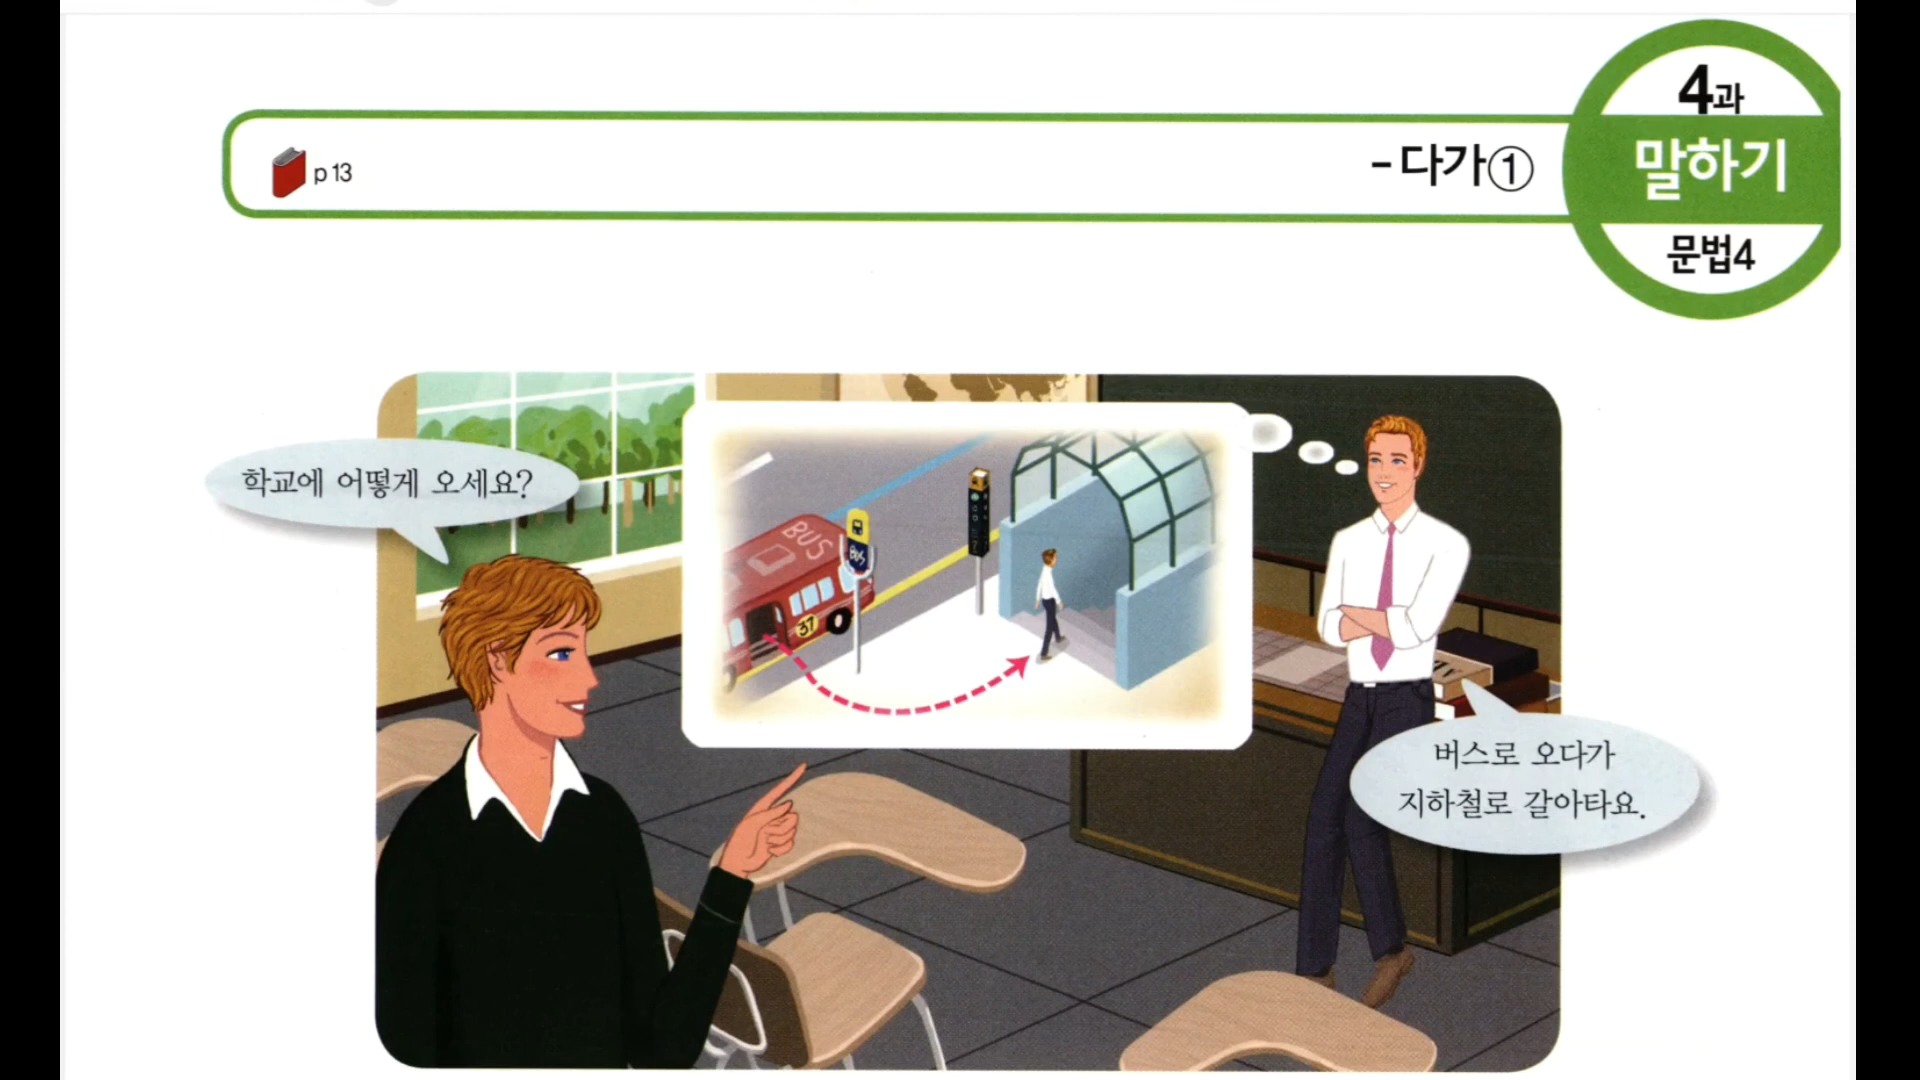 4과
말하기
문법4
p 13
-다가①
학교에 어떻게 오세요?
BUS
BUS
37
버스로 오다가
지하철로 갈아타요.